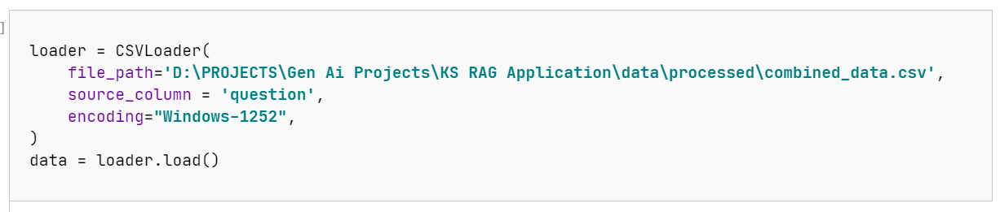 ]
loader = CSVLoader(
    file_path='D:\PROJECTS\Gen Ai Projects\KS RAG Application\data\processed\combined_data.csv',
    source_column = 'question',
    encoding="Windows-1252",
)
data = loader.load()